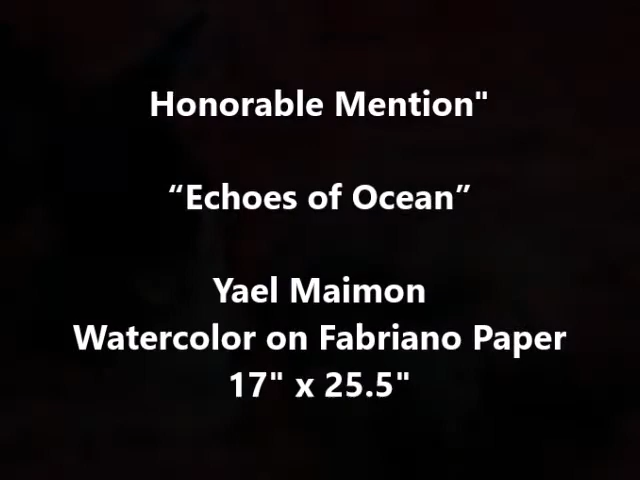 Honorable Mention"
“Echoes of Ocean”
Yael Maimon
Watercolor on Fabriano Paper
17" x 25.5"